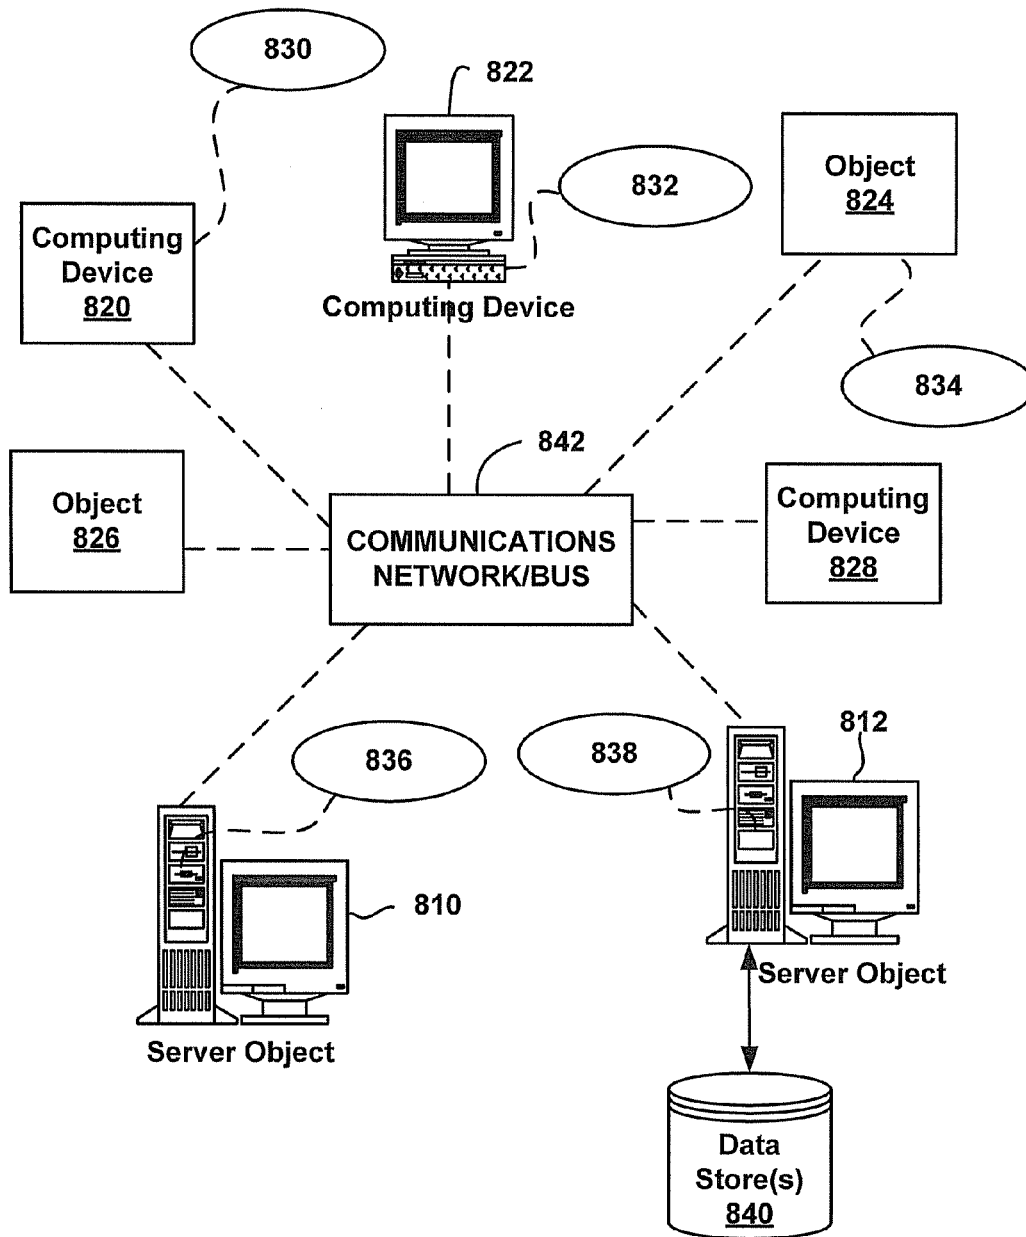 830
822
832
Object
824
Computing
Device
820
Computing Device
834
842
Object
826
COMMUNICATIONS
NETWORK/BUS
Computing
Device
828
836
838
812
810
Server Object
Server Object
Data
Store(s)
840